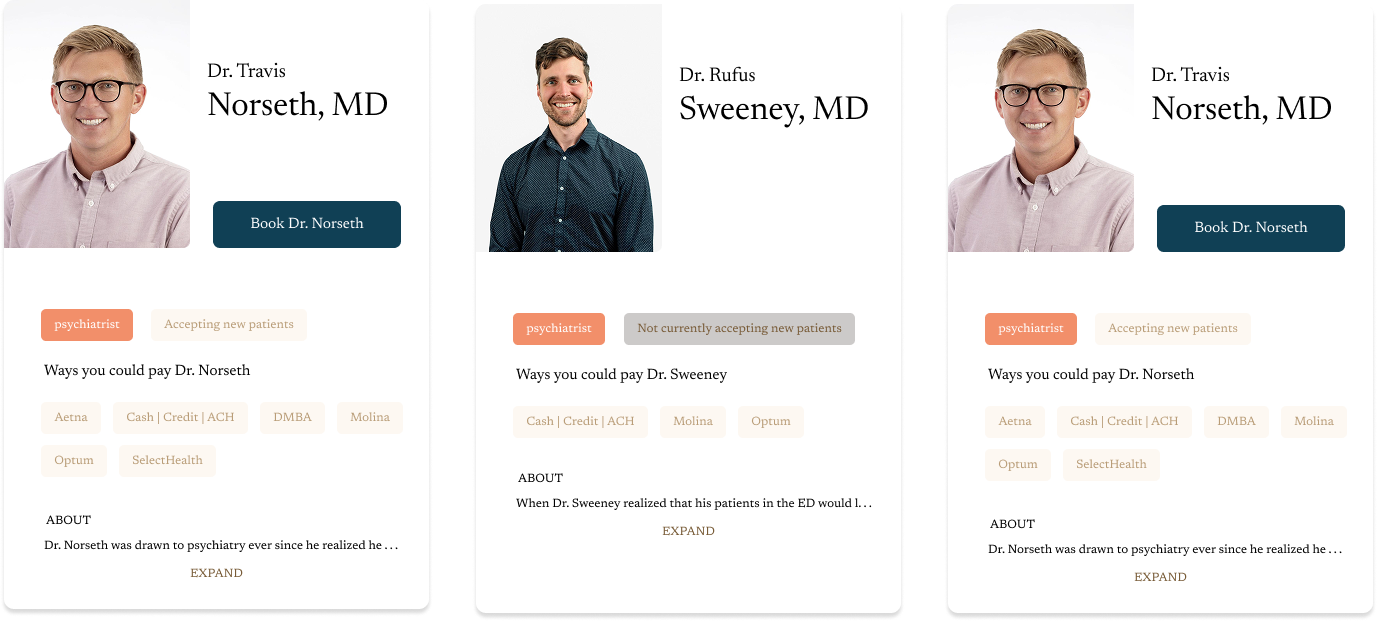 Dr. Travis
Norseth, MD
Book Dr. Norseth
psychiatrist
Accepting new patients
Ways you could pay Dr. Norseth
Aetna
Cash | Credit | ACH
DMBA
Molina
Optum
SelectHealth
ABOUT
Dr. Norseth was drawn to psychiatry ever since he realized he . . .
EXPAND
Dr. Rufus
Sweeney, MD
psychiatrist
Not currently accepting new patients
Ways you could pay Dr. Sweeney
Cash | Credit | ACH
Molina
Optum
ABOUT
When Dr. Sweeney realized that his patients in the ED would l. . .
EXPAND
Dr. Travis
Norseth, MD
Book Dr. Norseth
psychiatrist
Accepting new patients
Ways you could pay Dr. Norseth
Aetna
Cash | Credit | ACH
DMBA
Molina
Optum
SelectHealth
ABOUT
Dr. Norseth was drawn to psychiatry ever since he realized he . . .
EXPAND